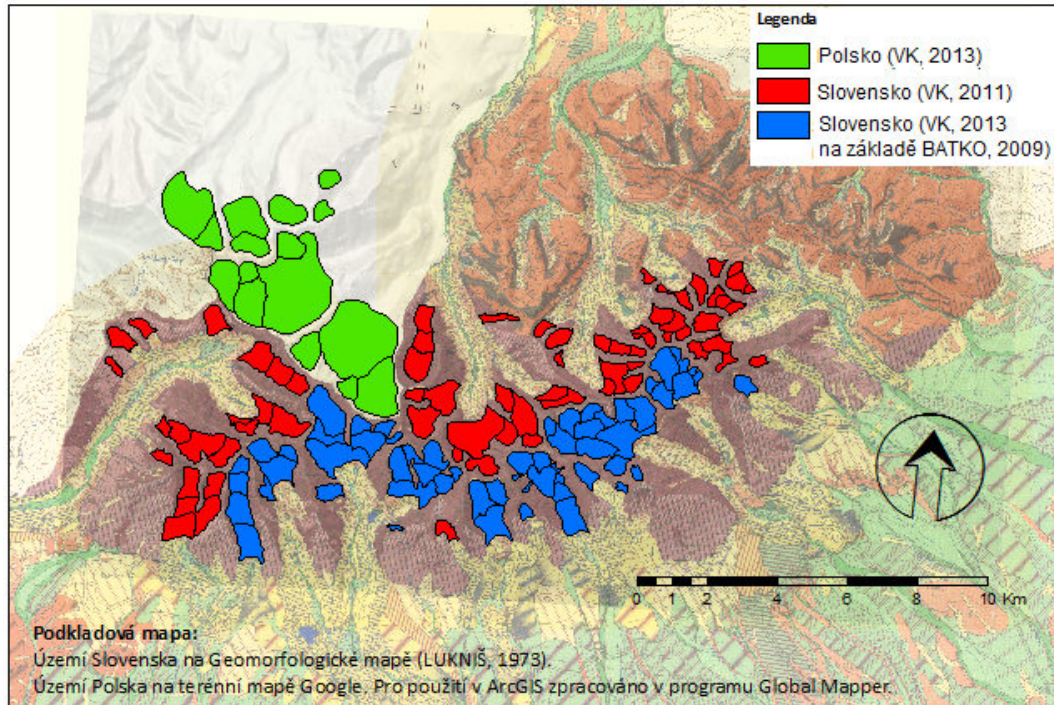 Legenda
Polsko (VK, 2013)
Slovensko (VK, 2011)
Slovensko (VK, 2013
na základě BATKO, 2009)
0 1 2 4 6 8 10 Km
Podkladová mapa:
Území Slovenska na Geomorfologické mapě (LUKNIŠ, 1973).
Území Polska na terénní mapě Google. Pro použití v ArcGIS zpracováno v programu Global Mapper.